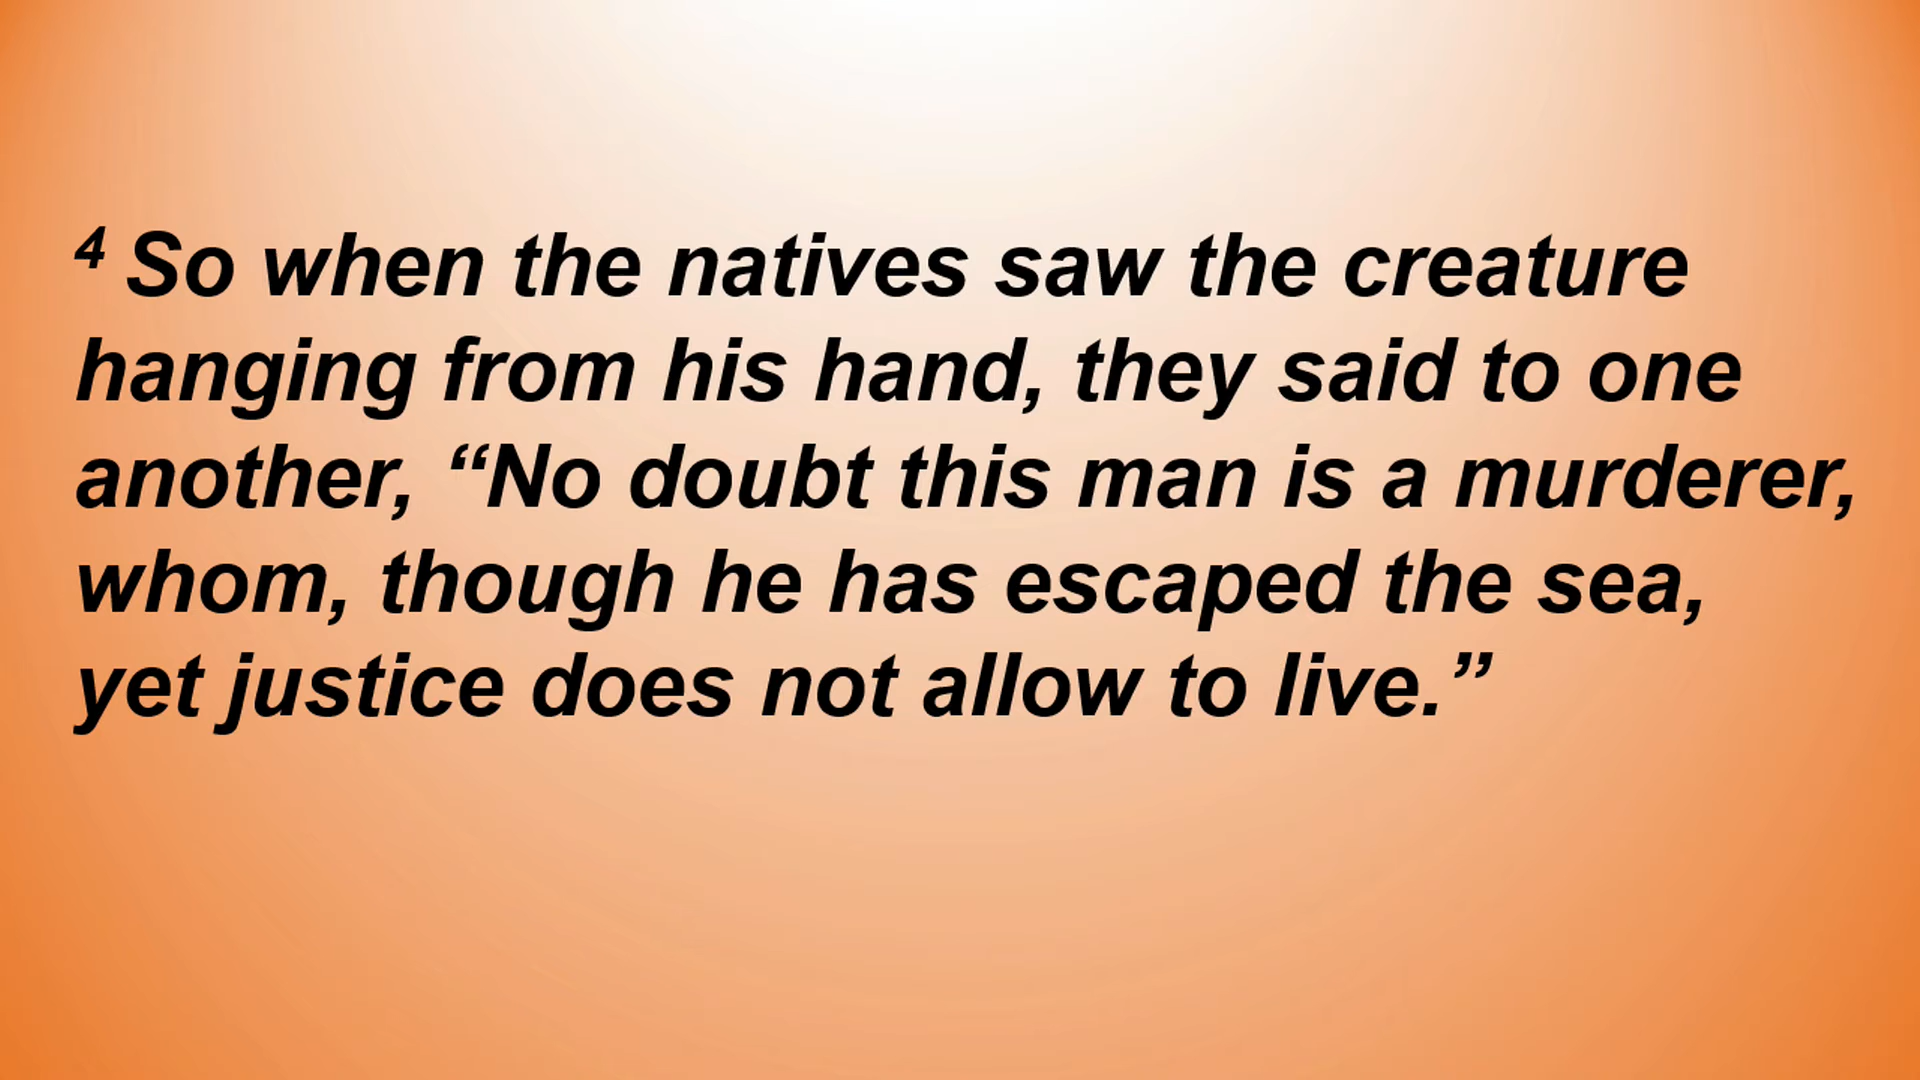 4 So when the natives saw the creature
hanging from his hand, they said to one
another, “No doubt this man is a murderer,
whom, though he has escaped the sea,
yet justice does not allow to live.”